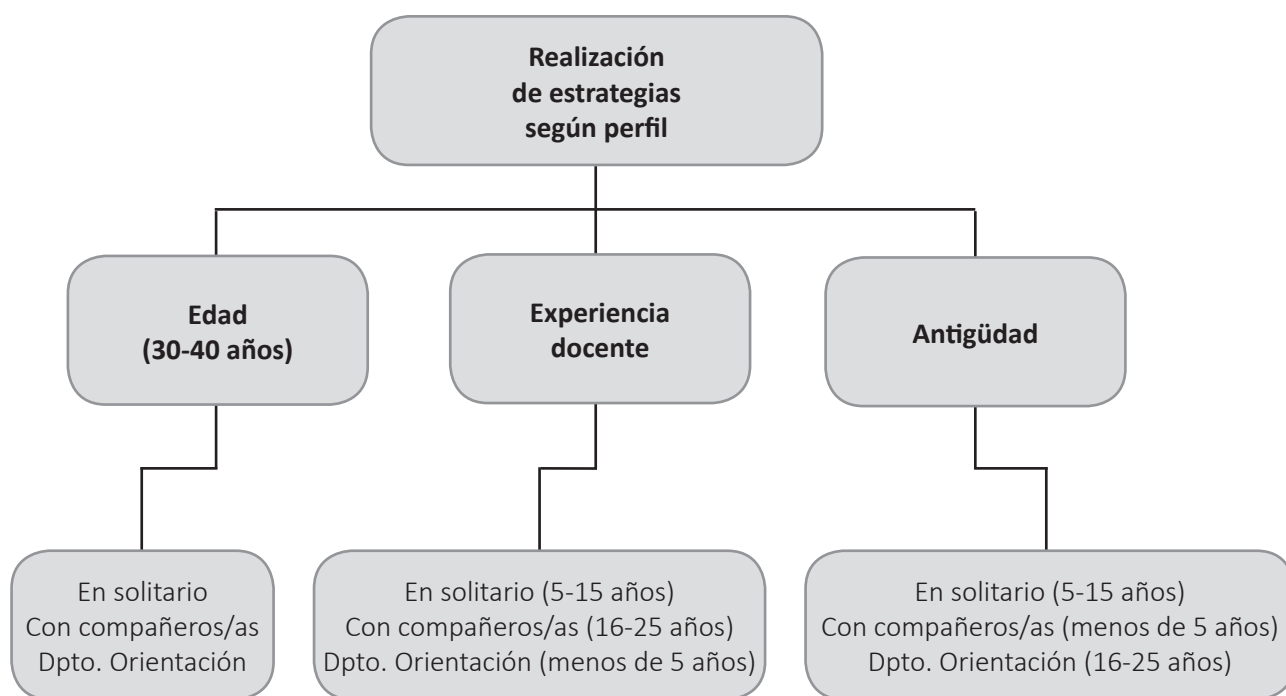 Realización
de estrategias
según perfil
Edad
(30-40 años)
Experiencia
docente
Antigüdad
En solitario
Con compañeros/as
Dpto. Orientación
En solitario (5-15 años)
Con compañeros/as (16-25 años)
Dpto. Orientación (menos de 5 años)
En solitario (5-15 años)
Con compañeros/as (menos de 5 años)
Dpto. Orientación (16-25 años)